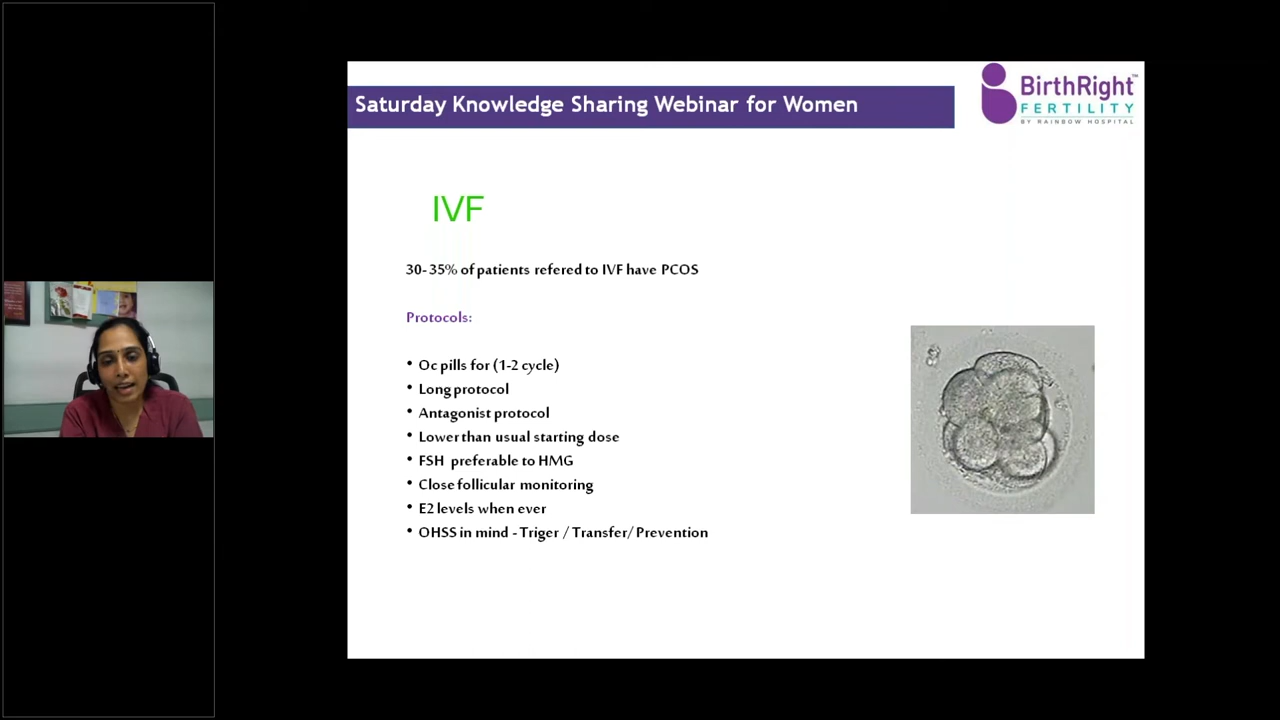 Saturday Knowledge Sharing Webinar for Women
BirthRight™
FERTILITY
BY RAINBOW HOSPITAL
IVF
30-35% of patients refered to IVF have PCOS
Protocols:
• Oc pills for (1-2 cycle)
• Long protocol
• Antagonist protocol
• Lower than usual starting dose
• FSH preferable to HMG
• Close follicular monitoring
• E2 levels when ever
• OHSS in mind - Triger / Transfer/ Prevention